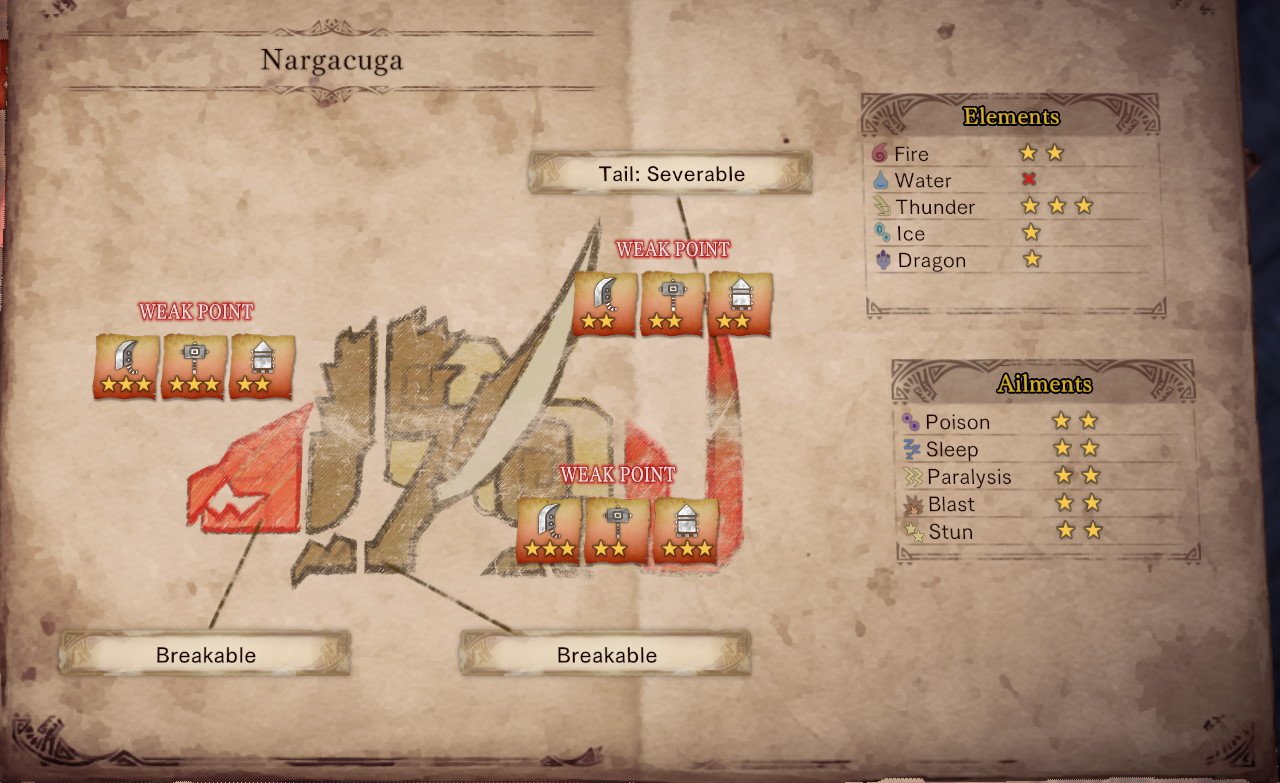 Nargacuga
Tail: Severable
WEAK POINT
WEAK POINT
WEAK POINT
Breakable
Breakable
Elements
Fire
Water
Thunder
Ice
Dragon
Ailments
Poison
Sleep
Paralysis
Blast
Stun